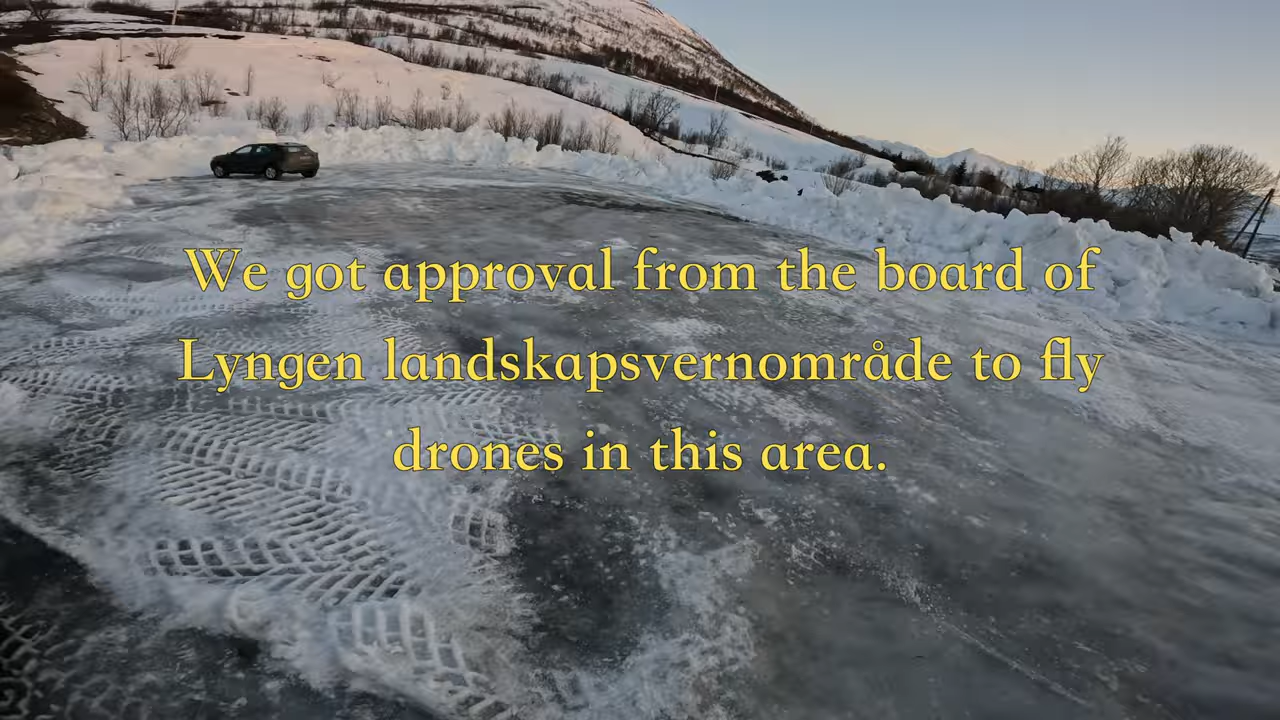 We got approval from the board of
Lyngen landskapsvernområde to fly
drones in this area.